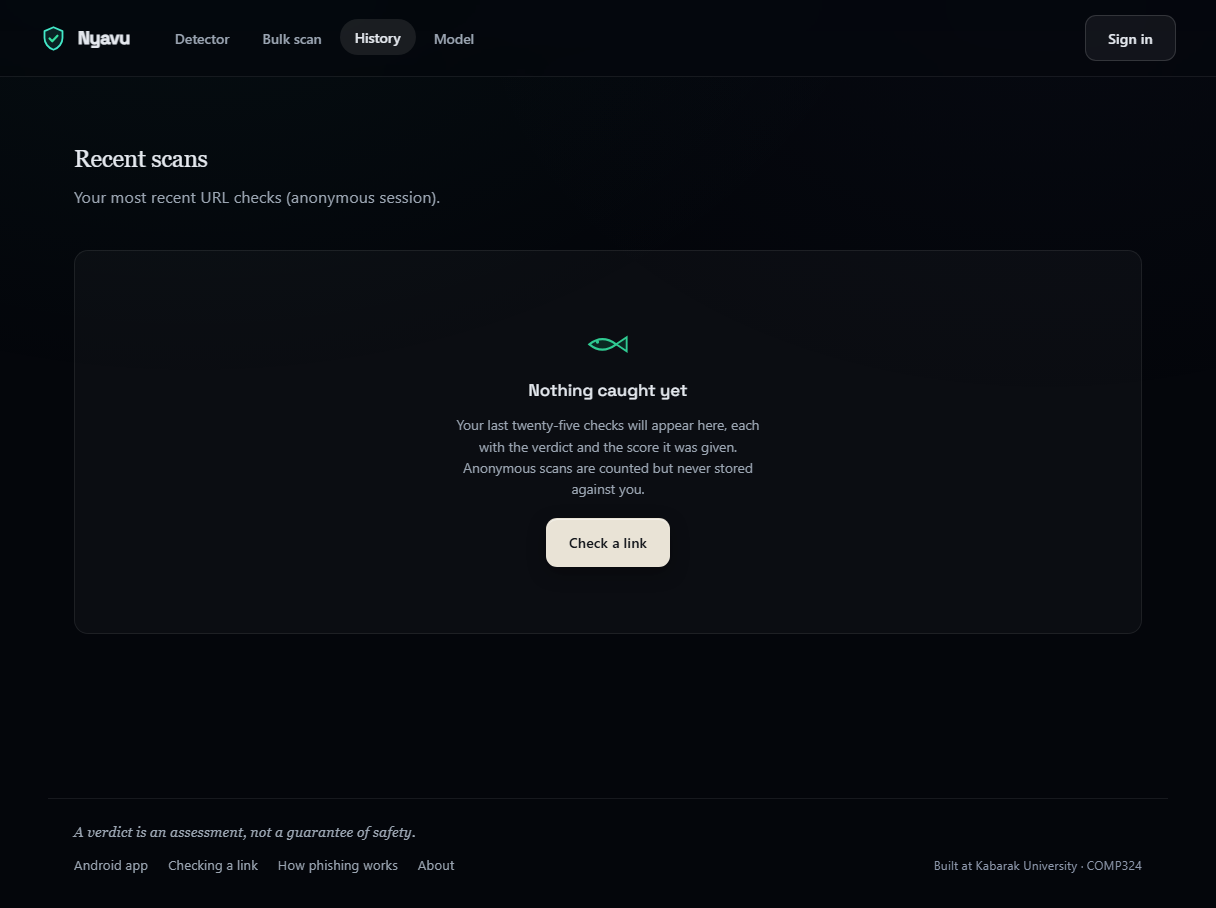 Nyavu
Detector
Bulk scan
History
Model
Sign in
Recent scans
Your most recent URL checks (anonymous session).
Nothing caught yet
Your last twenty-five checks will appear here, each
with the verdict and the score it was given.
Anonymous scans are counted but never stored
against you.
Check a link
A verdict is an assessment, not a guarantee of safety.
Android app
Checking a link
How phishing works
About
Built at Kabarak University · COMP324